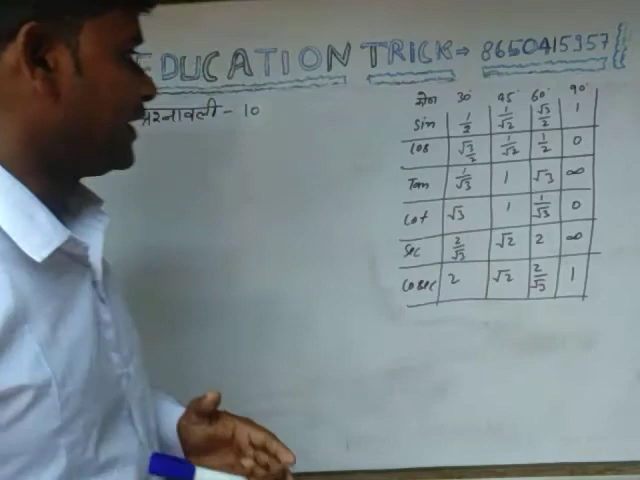 EDUCATION TRICK → 8650415957
प्रश्नावली - 10
कोण 30° 45° 60° 90°
sin 1/2 1/√2 √3/2 1
cos √3/2 1/√2 1/2 0
Tan 1/√3 1 √3 ∞
cot √3 1 1/√3 0
sec 2/√3 √2 2 ∞
cosec 2 √2 2/√3 1